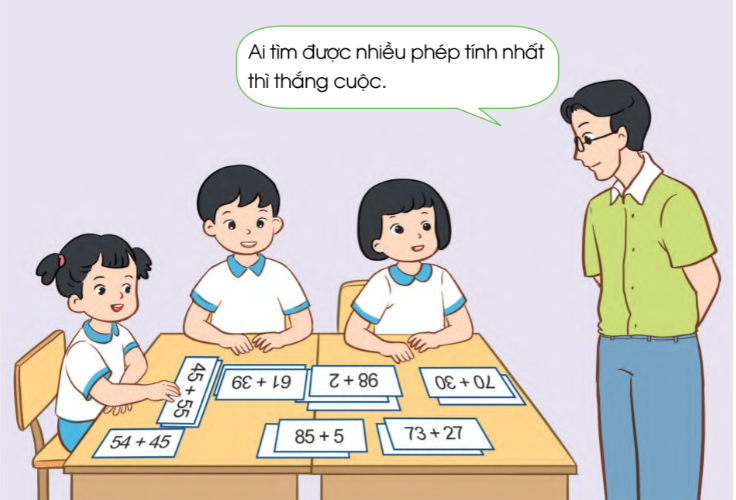 Ai tìm được nhiều phép tính nhất
thì thắng cuộc.
45 + 55
61 + 39
98 + 2
70 + 30
54 + 45
85 + 5
73 + 27